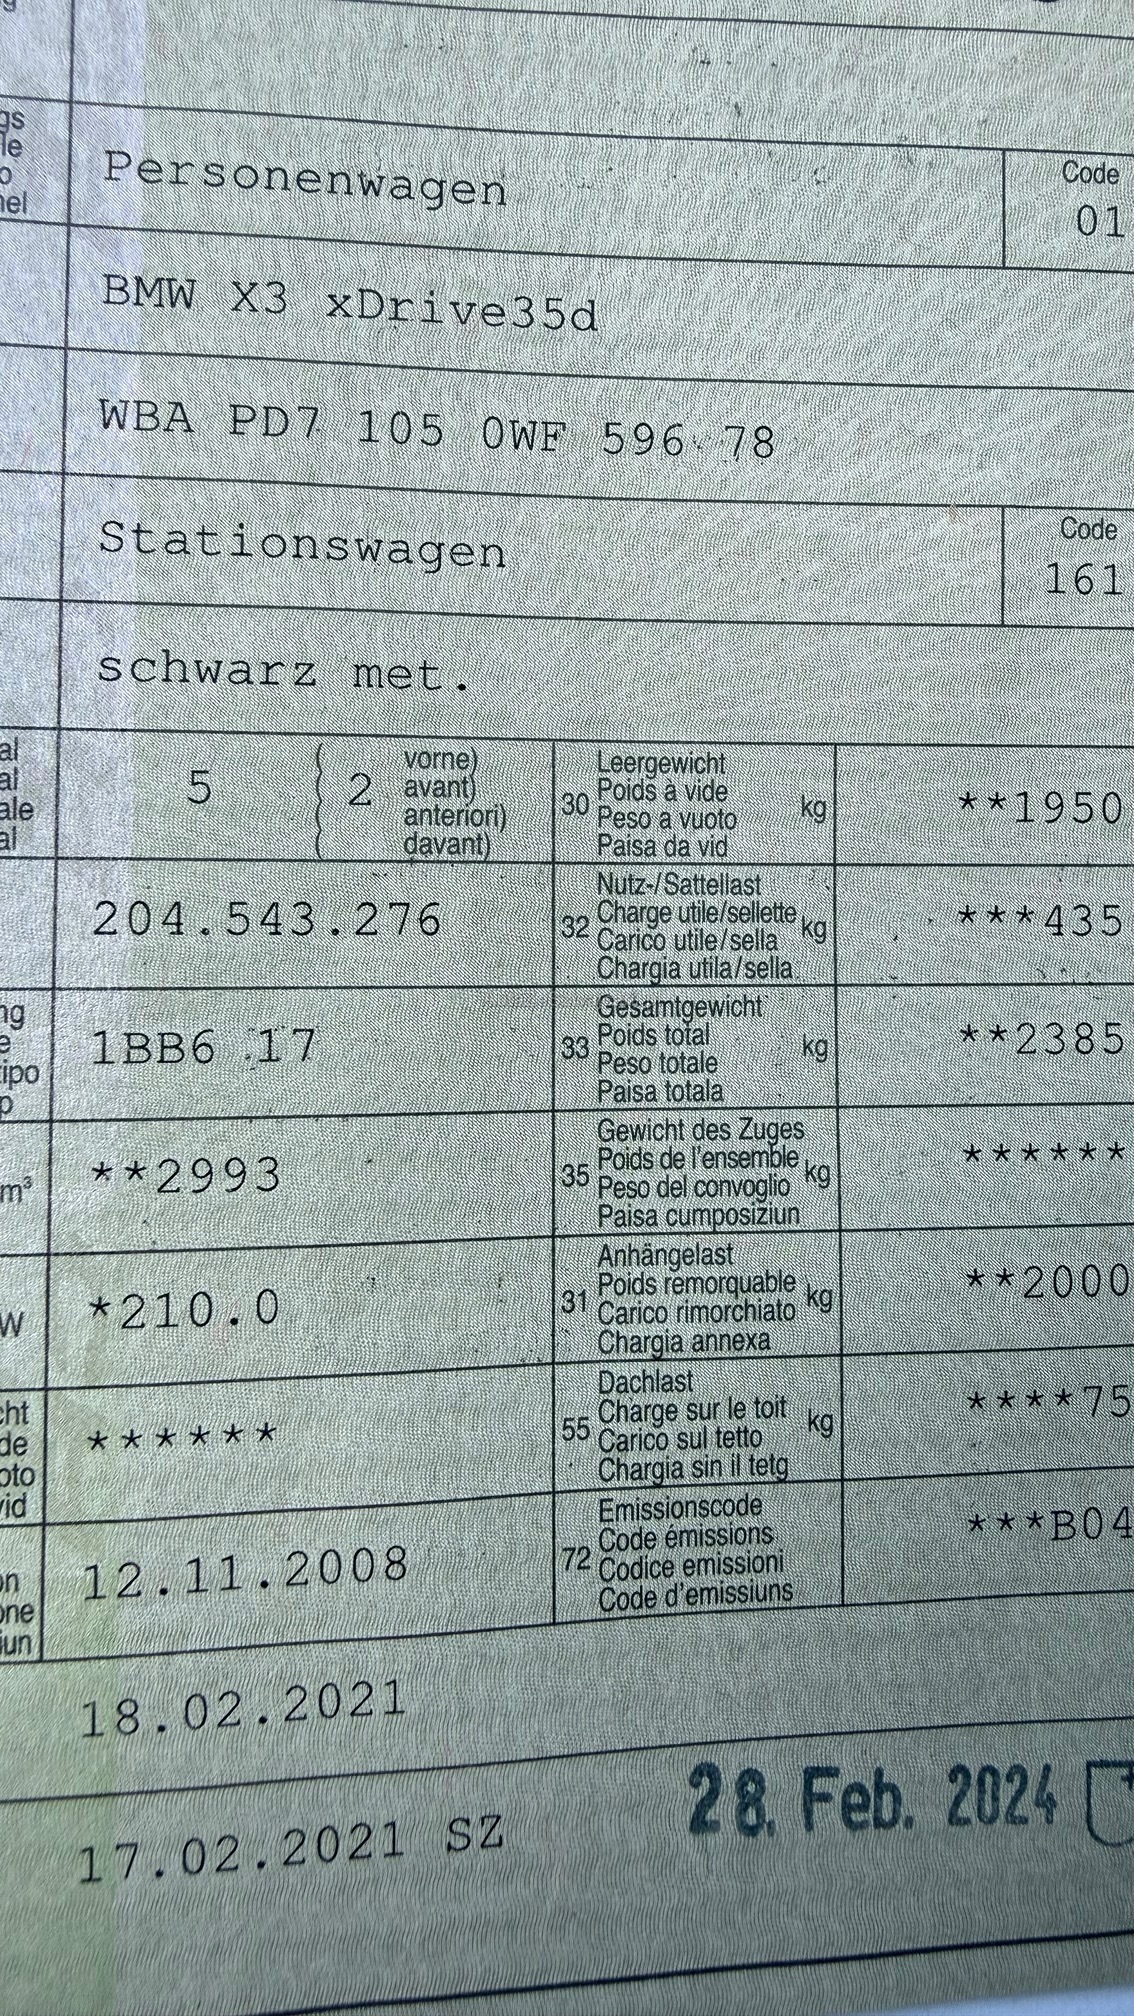 Personenwagen
Code
01
BMW X3 xDrive35d
WBA PD7 105 0WF 596 78
Stationswagen
Code
161
schwarz met.
5
2
vorne)
avant)
anteriori)
davant)
30
Leergewicht
Poids à vide
Peso a vuoto
Paisa da vid
kg
**1950
204.543.276
32
Nutz-/Sattellast
Charge utile/sellette
Carico utile/sella
Chargia utila/sella
kg
***435
1BB6 17
33
Gesamtgewicht
Poids total
Peso totale
Paisa totala
kg
**2385
m³
**2993
35
Gewicht des Zuges
Poids de l'ensemble
Peso del convoglio
Paisa cumposiziun
kg
******
W
*210.0
31
Anhängelast
Poids remorquable
Carico rimorchiato
Chargia annexa
kg
**2000
******
55
Dachlast
Charge sur le toit
Carico sul tetto
Chargia sin il tetg
kg
****75
12.11.2008
72
Emissionscode
Code émissions
Codice emissioni
Code d'emissiuns
***B04
18.02.2021
17.02.2021 SZ
28. Feb. 2024